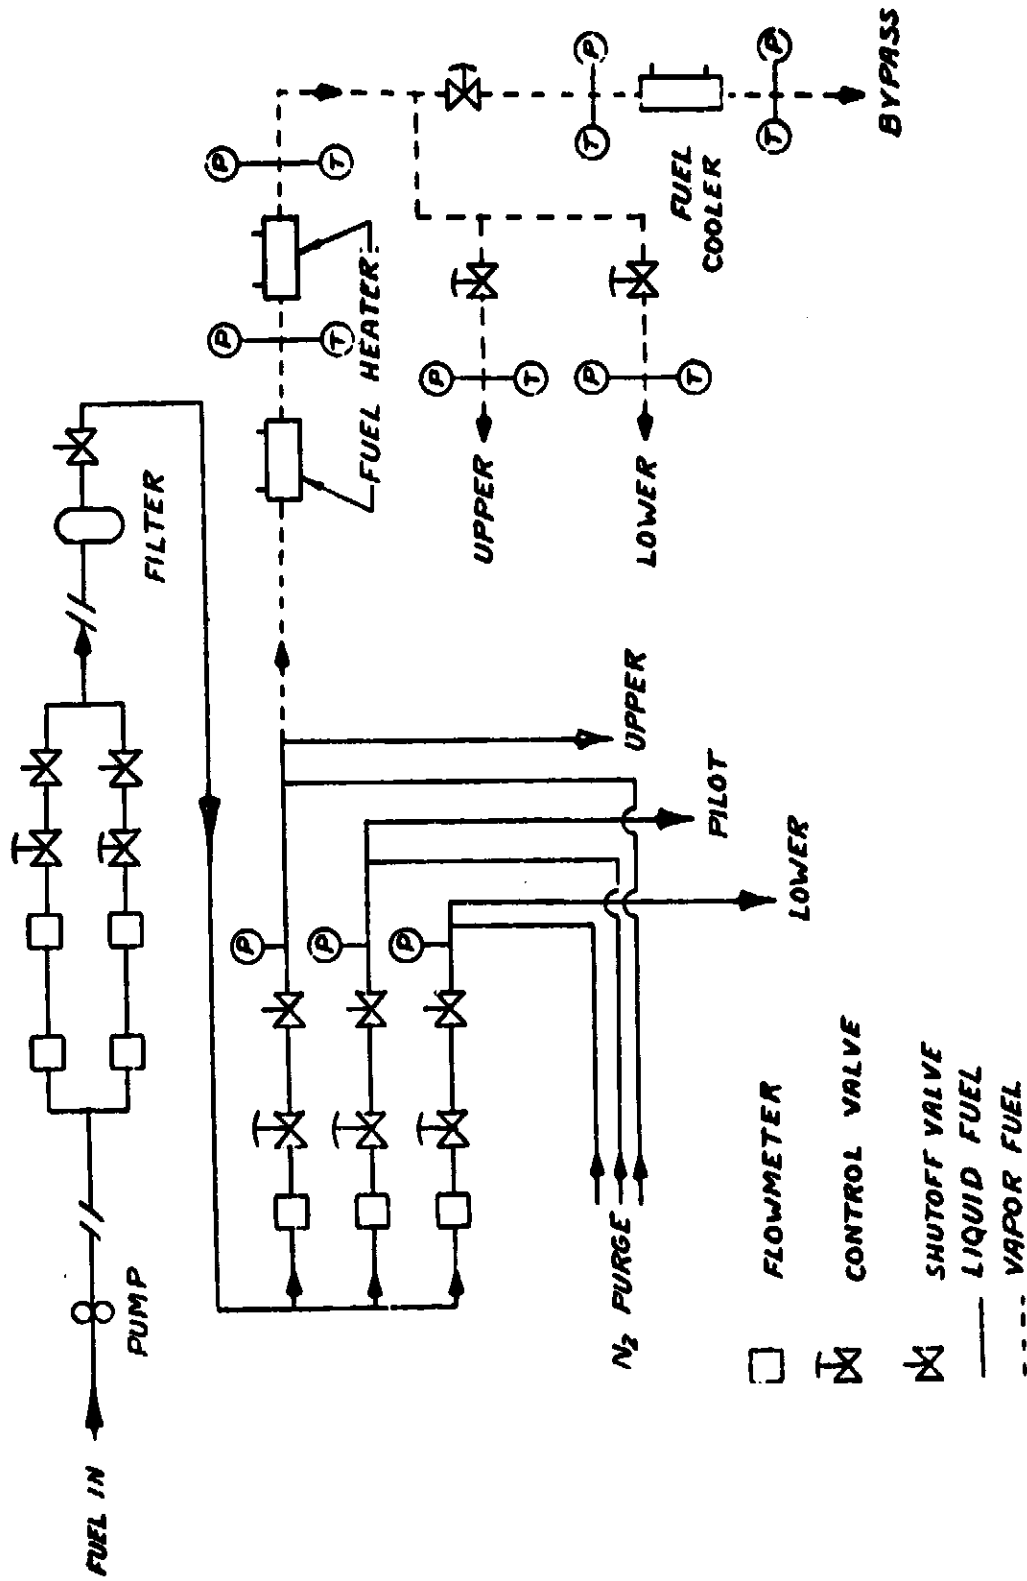 FUEL IN
PUMP
FILTER
P
T
P
T
FUEL HEATER
P
P
P
UPPER
PILOT
LOWER
N2 PURGE
P
T
UPPER
P
T
LOWER
P
T
FUEL
COOLER
P
T
BYPASS
FLOWMETER
CONTROL VALVE
SHUTOFF VALVE
LIQUID FUEL
VAPOR FUEL